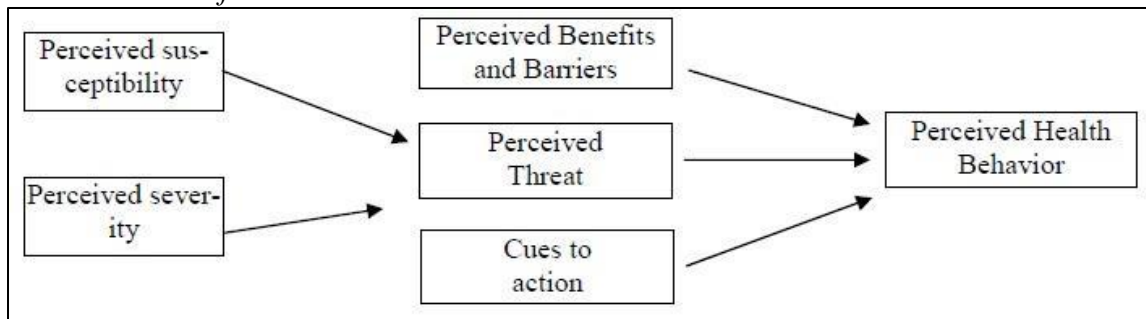 Perceived sus-
ceptibility
Perceived sever-
ity
Perceived Benefits
and Barriers
Perceived
Threat
Cues to
action
Perceived Health
Behavior